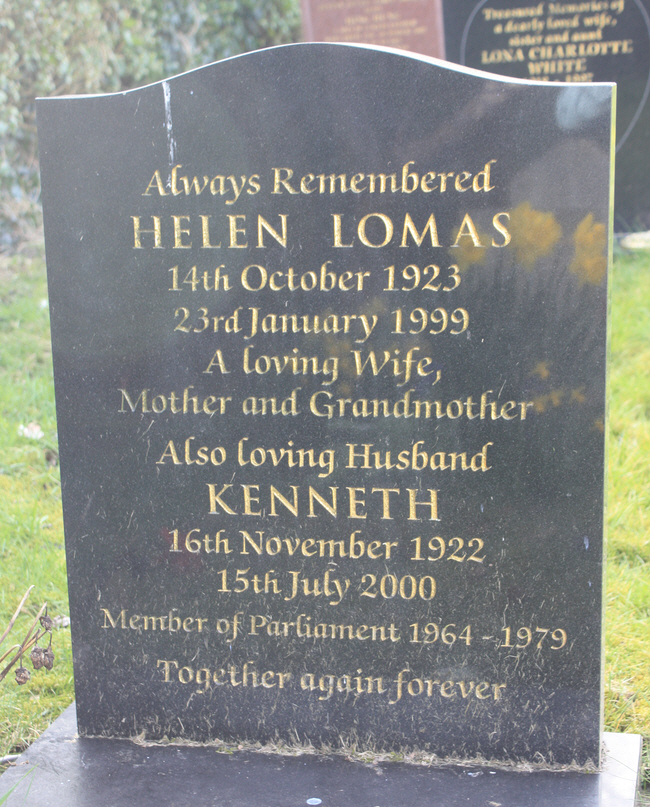 Treasured Memories of
a dearly loved wife,
sister and aunt
LONA CHARLOTTE
WHITE
Always Remembered
HELEN LOMAS
14th October 1923
23rd January 1999
A loving Wife,
Mother and Grandmother
Also loving Husband
KENNETH
16th November 1922
15th July 2000
Member of Parliament 1964 - 1979
Together again forever